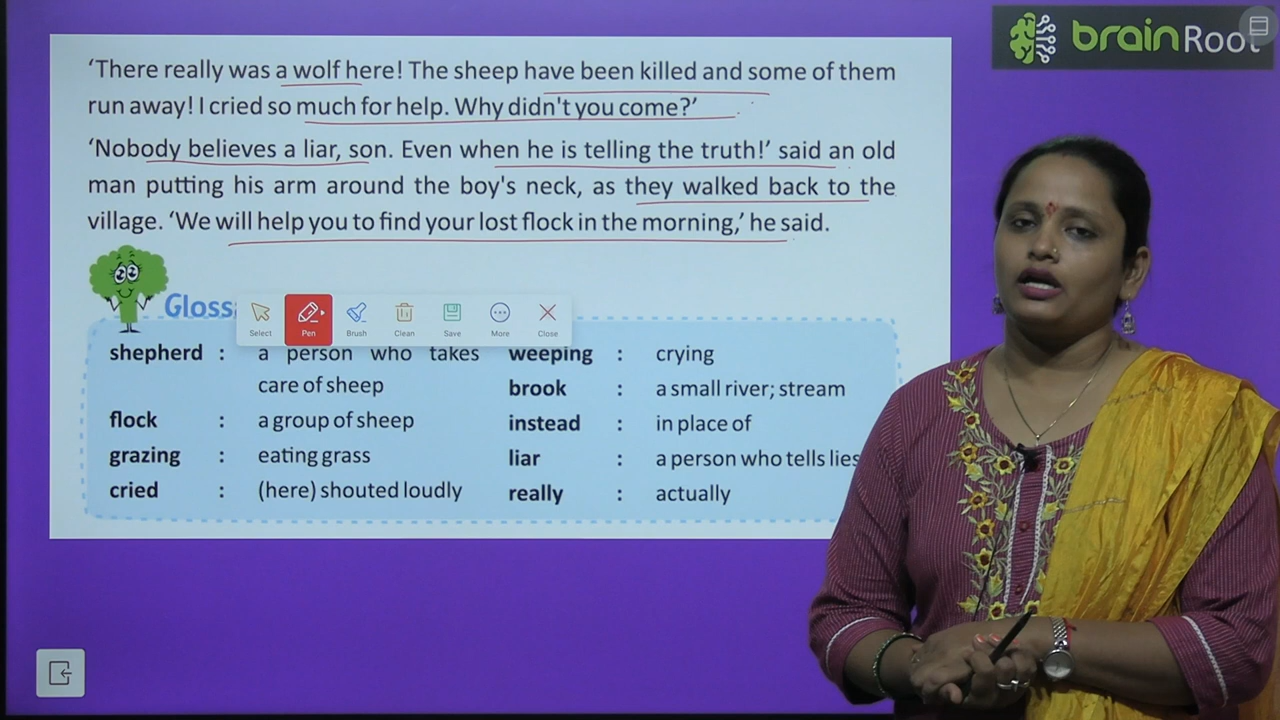 brainRoot
‘There really was a wolf here! The sheep have been killed and some of them
run away! I cried so much for help. Why didn't you come?’
‘Nobody believes a liar, son. Even when he is telling the truth!’ said an old
man putting his arm around the boy's neck, as they walked back to the
village. ‘We will help you to find your lost flock in the morning,’ he said.
Select Pen Brush Clean Save More Close
shepherd : a person who takes
care of sheep
flock : a group of sheep
grazing : eating grass
cried : (here) shouted loudly
weeping : crying
brook : a small river; stream
instead : in place of
liar : a person who tells lies
really : actually